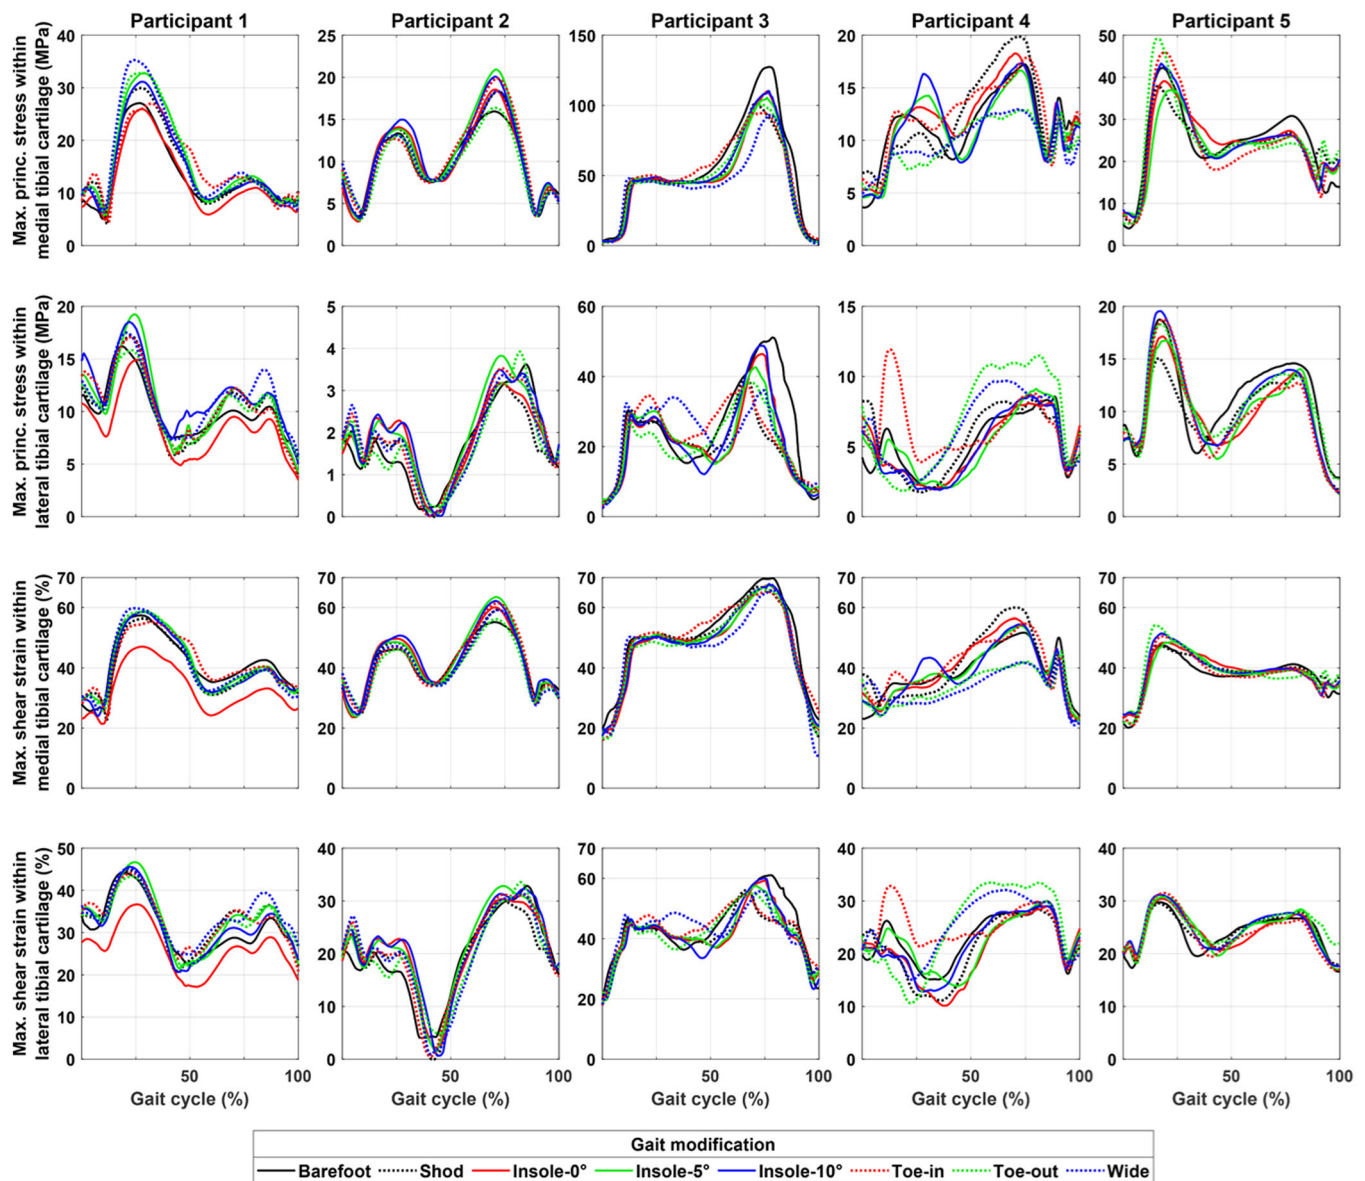 Participant 1 Participant 2 Participant 3 Participant 4 Participant 5
Max. princ. stress within
medial tibial cartilage (MPa)
40 30 20 10 0
25 20 15 10 5 0
150 100 50 0
20 15 10 5 0
50 40 30 20 10 0
Max. princ. stress within
lateral tibial cartilage (MPa)
20 15 10 5 0
5 4 3 2 1 0
60 40 20 0
15 10 5 0
20 15 10 5 0
Max. shear strain within
medial tibial cartilage (%)
70 60 40 20 0
70 60 40 20 0
70 60 40 20 0
70 60 40 20 0
70 60 40 20 0
Max. shear strain within
lateral tibial cartilage (%)
50 40 30 20 10 0
40 30 20 10 0
70 60 40 20 0
40 30 20 10 0
40 30 20 10 0
50 100 50 100 50 100 50 100 50 100
Gait cycle (%) Gait cycle (%) Gait cycle (%) Gait cycle (%) Gait cycle (%)
Gait modification
Barefoot Shod Insole-0° Insole-5° Insole-10° Toe-in Toe-out Wide